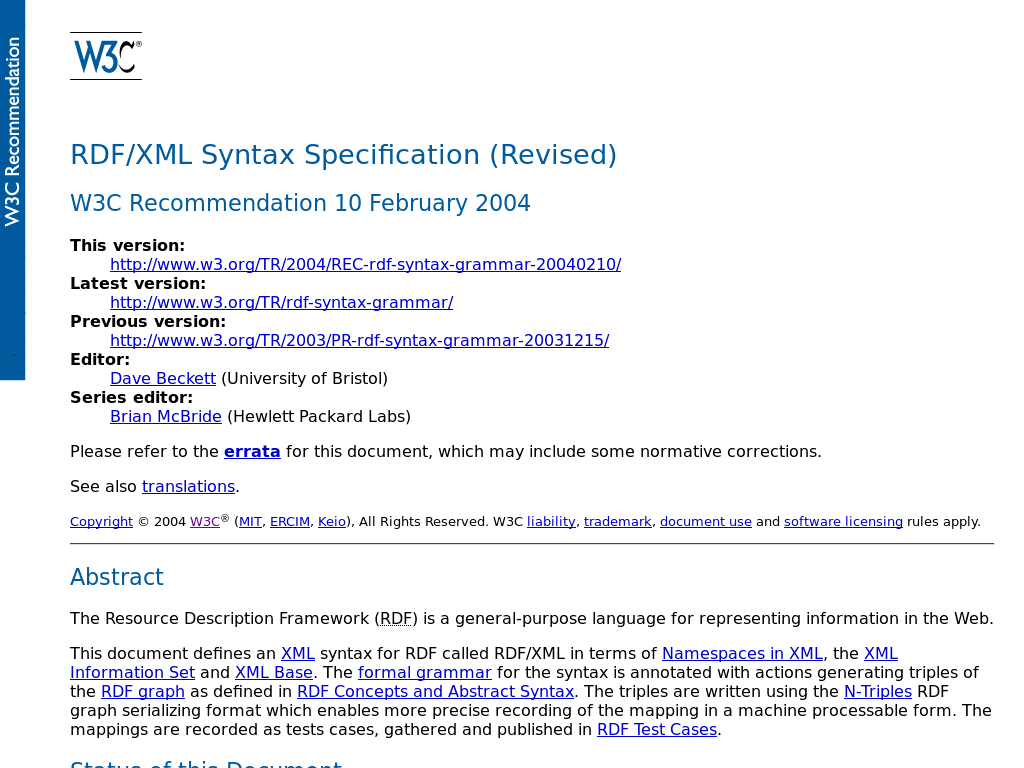 W3C Recommendation
W3C®
RDF/XML Syntax Specification (Revised)
W3C Recommendation 10 February 2004
This version:
http://www.w3.org/TR/2004/REC-rdf-syntax-grammar-20040210/
Latest version:
http://www.w3.org/TR/rdf-syntax-grammar/
Previous version:
http://www.w3.org/TR/2003/PR-rdf-syntax-grammar-20031215/
Editor:
Dave Beckett (University of Bristol)
Series editor:
Brian McBride (Hewlett Packard Labs)
Please refer to the errata for this document, which may include some normative corrections.
See also translations.
Copyright © 2004 W3C® (MIT, ERCIM, Keio), All Rights Reserved. W3C liability, trademark, document use and software licensing rules apply.
Abstract
The Resource Description Framework (RDF) is a general-purpose language for representing information in the Web.
This document defines an XML syntax for RDF called RDF/XML in terms of Namespaces in XML, the XML
Information Set and XML Base. The formal grammar for the syntax is annotated with actions generating triples of
the RDF graph as defined in RDF Concepts and Abstract Syntax. The triples are written using the N-Triples RDF
graph serializing format which enables more precise recording of the mapping in a machine processable form. The
mappings are recorded as tests cases, gathered and published in RDF Test Cases.
Status of this Document